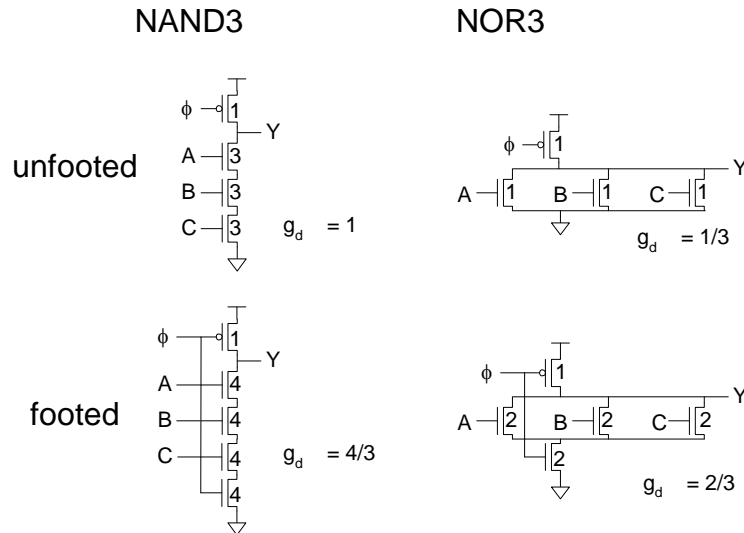 NAND3
NOR3
unfooted
ϕ
1
Y
A
3
B
3
C
3
g_d = 1
ϕ
1
Y
A
1
B
1
C
1
g_d = 1/3
footed
ϕ
1
Y
A
4
B
4
C
4
4
g_d = 4/3
ϕ
1
Y
A
2
B
2
C
2
2
g_d = 2/3